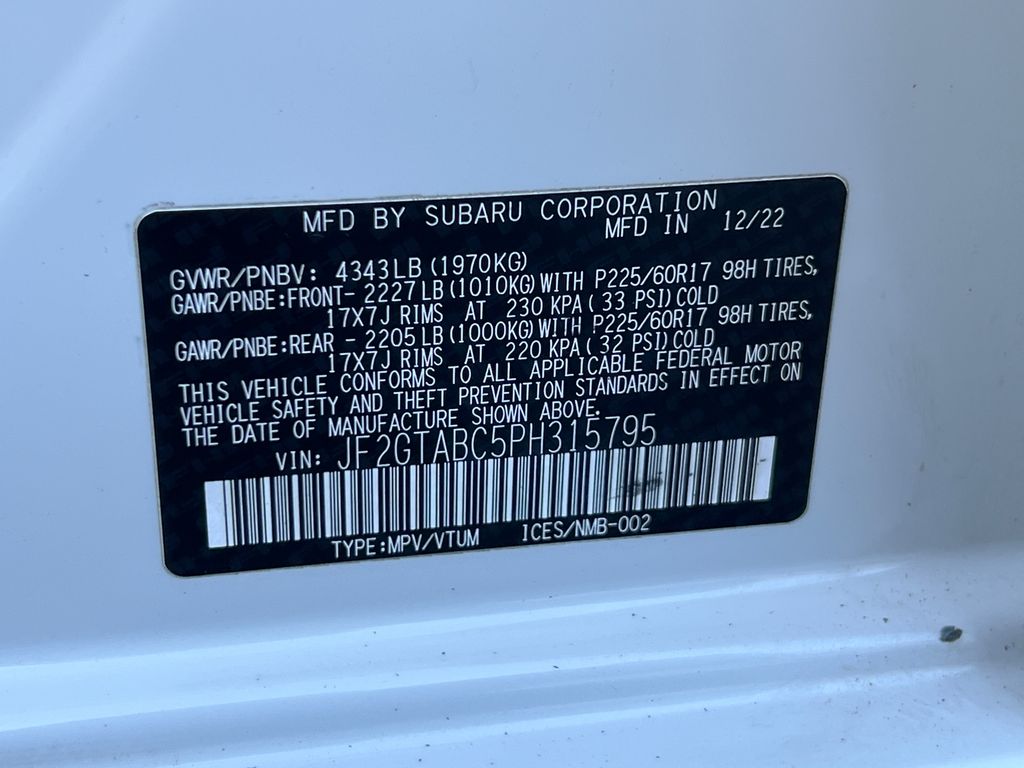 MFD BY SUBARU CORPORATION
MFD IN 12/22
GVWR/PNBV: 4343LB (1970KG)
GAWR/PNBE:FRONT- 2227LB(1010KG)WITH P225/60R17 98H TIRES,
17X7J RIMS AT 230 KPA( 33 PSI)COLD
GAWR/PNBE:REAR - 2205LB(1000KG)WITH P225/60R17 98H TIRES,
17X7J RIMS AT 220 KPA( 32 PSI)COLD
THIS VEHICLE CONFORMS TO ALL APPLICABLE FEDERAL MOTOR
VEHICLE SAFETY AND THEFT PREVENTION STANDARDS IN EFFECT ON
THE DATE OF MANUFACTURE SHOWN ABOVE.
VIN: JF2GTABC5PH315795
TYPE:MPV/VTUM ICES/NMB-002